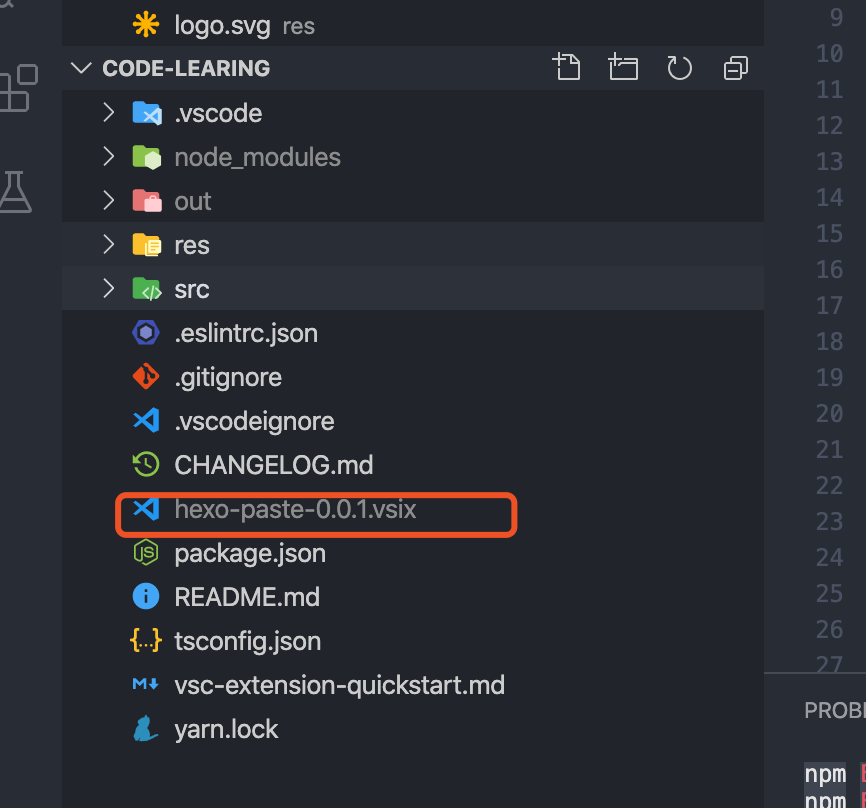 logo.svg res
CODE-LEARING
.vscode
node_modules
out
res
src
.eslintrc.json
.gitignore
.vscodeignore
CHANGELOG.md
hexo-paste-0.0.1.vsix
package.json
README.md
tsconfig.json
vsc-extension-quickstart.md
yarn.lock
9
10
11
12
13
14
15
16
17
18
19
20
21
22
23
24
25
26
27
PROB
npm
npm